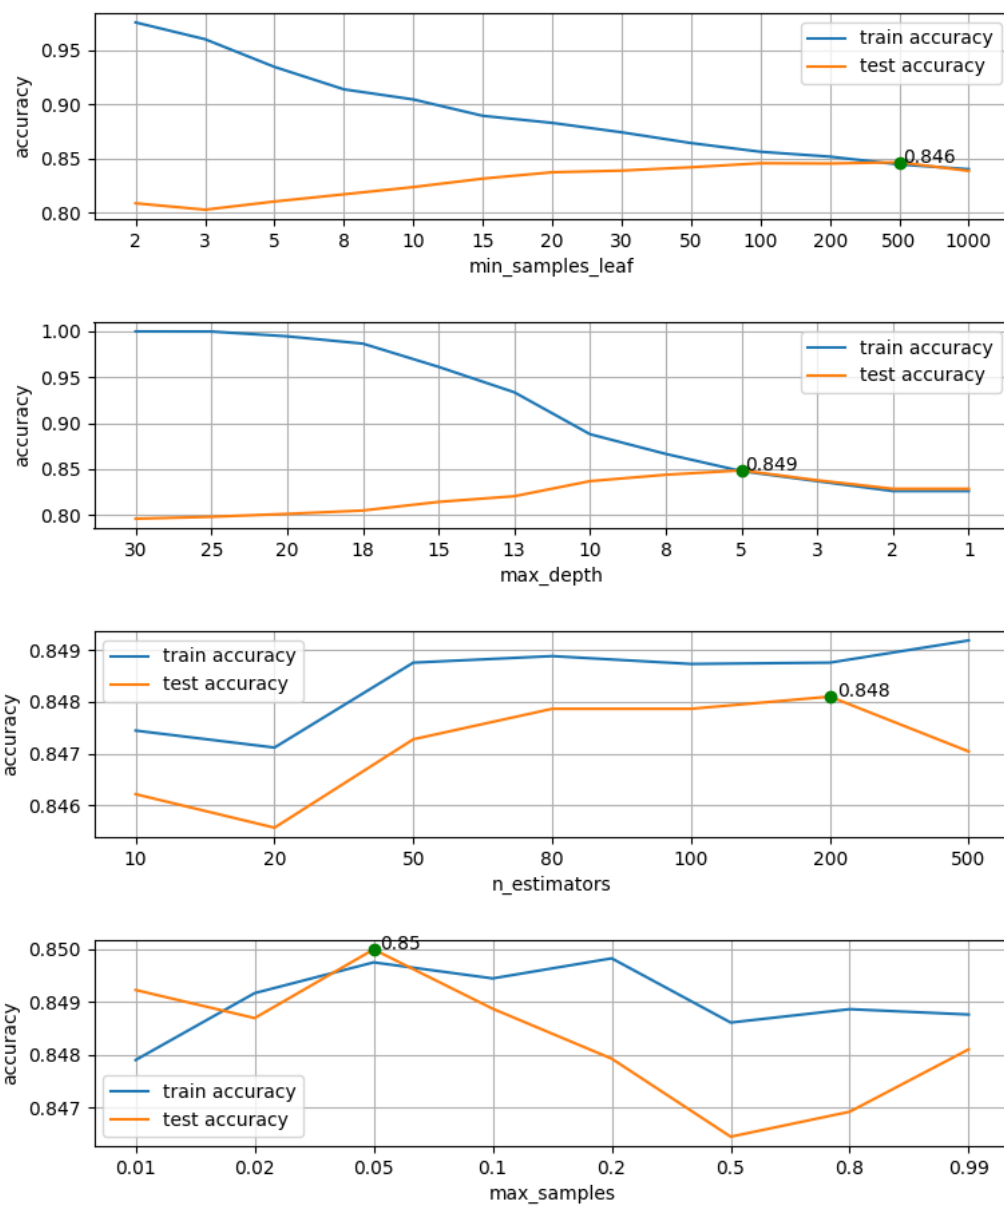 train accuracy
test accuracy
0.95
0.90
0.85
0.80
accuracy
0.846
2 3 5 8 10 15 20 30 50 100 200 500 1000
min_samples_leaf
train accuracy
test accuracy
1.00
0.95
0.90
0.85
0.80
accuracy
0.849
30 25 20 18 15 13 10 8 5 3 2 1
max_depth
train accuracy
test accuracy
0.849
0.848
0.847
0.846
accuracy
0.848
10 20 50 80 100 200 500
n_estimators
0.850
0.849
0.848
0.847
accuracy
0.85
train accuracy
test accuracy
0.01 0.02 0.05 0.1 0.2 0.5 0.8 0.99
max_samples